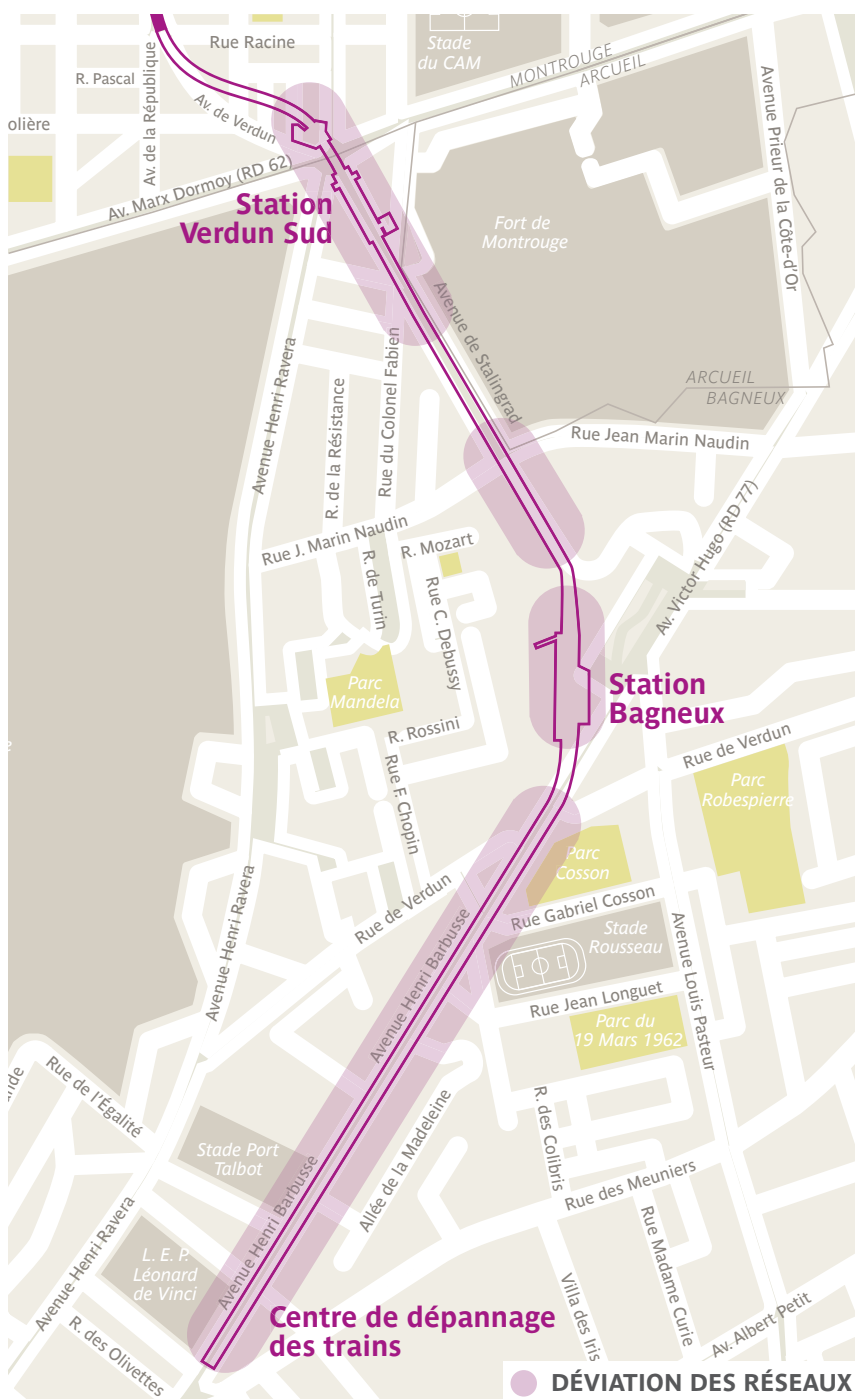 Rue Racine
Stade
du CAM
MONTROUGE
ARCUEIL
R. Pascal
Av. de la République
Av. de Verdun
olière
Avenue Prieur de la Côte-d'Or
Av. Marx Dormoy (RD 62)
Station
Verdun Sud
Fort de
Montrouge
Avenue de Stalingrad
Avenue Henri Ravera
R. de la Résistance
Rue du Colonel Fabien
ARCUEIL
BAGNEUX
Rue Jean Marin Naudin
Rue J. Marin Naudin
R. Mozart
R. de Turin
Rue C. Debussy
Av. Victor Hugo (RD 77)
Parc
Mandela
Station
Bagneux
R. Rossini
Rue F. Chopin
Rue de Verdun
Parc
Robespierre
Parc
Cosson
Rue de Verdun
Rue Gabriel Cosson
Avenue Henri Ravera
Avenue Henri Barbusse
Stade
Rousseau
Avenue Louis Pasteur
Rue Jean Longuet
Parc du
19 Mars 1962
nde
Rue de l'Égalité
Stade Port
Talbot
Allée de la Madeleine
R. des Colibris
Rue des Meuniers
Avenue Henri Barbusse
Avenue Henri Ravera
L. E. P.
Léonard
de Vinci
Rue Madame Curie
Villa des Iris
Av. Albert Petit
R. des Olivettes
Centre de dépannage
des trains
DÉVIATION DES RÉSEAUX